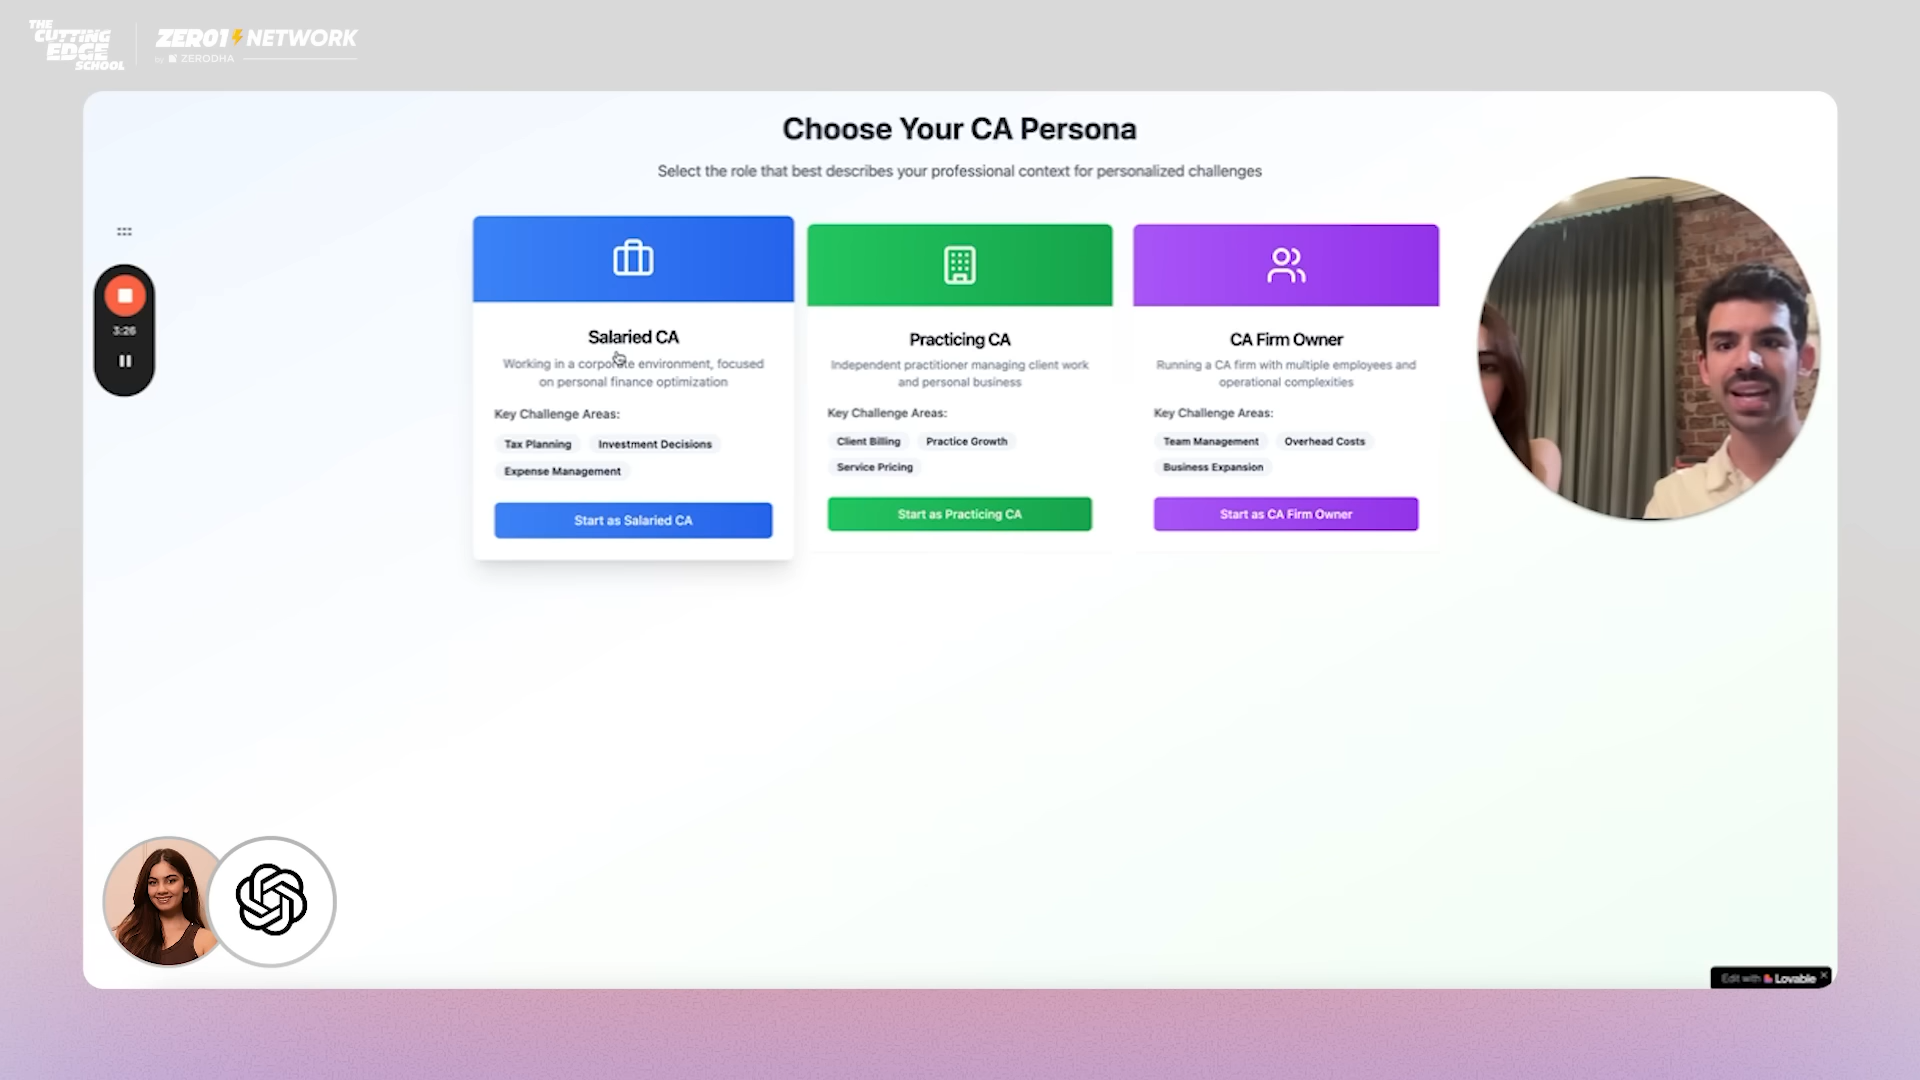 THE
CUTTING
EDGE
SCHOOL
ZERO1 NETWORK
by ZERODHA
Choose Your CA Persona
Select the role that best describes your professional context for personalized challenges
3:26
Salaried CA
Working in a corporate environment, focused
on personal finance optimization
Key Challenge Areas:
Tax Planning
Investment Decisions
Expense Management
Start as Salaried CA
Practicing CA
Independent practitioner managing client work
and personal business
Key Challenge Areas:
Client Billing
Practice Growth
Service Pricing
Start as Practicing CA
CA Firm Owner
Running a CA firm with multiple employees and
operational complexities
Key Challenge Areas:
Team Management
Overhead Costs
Business Expansion
Start as CA Firm Owner
Edit with Lovable